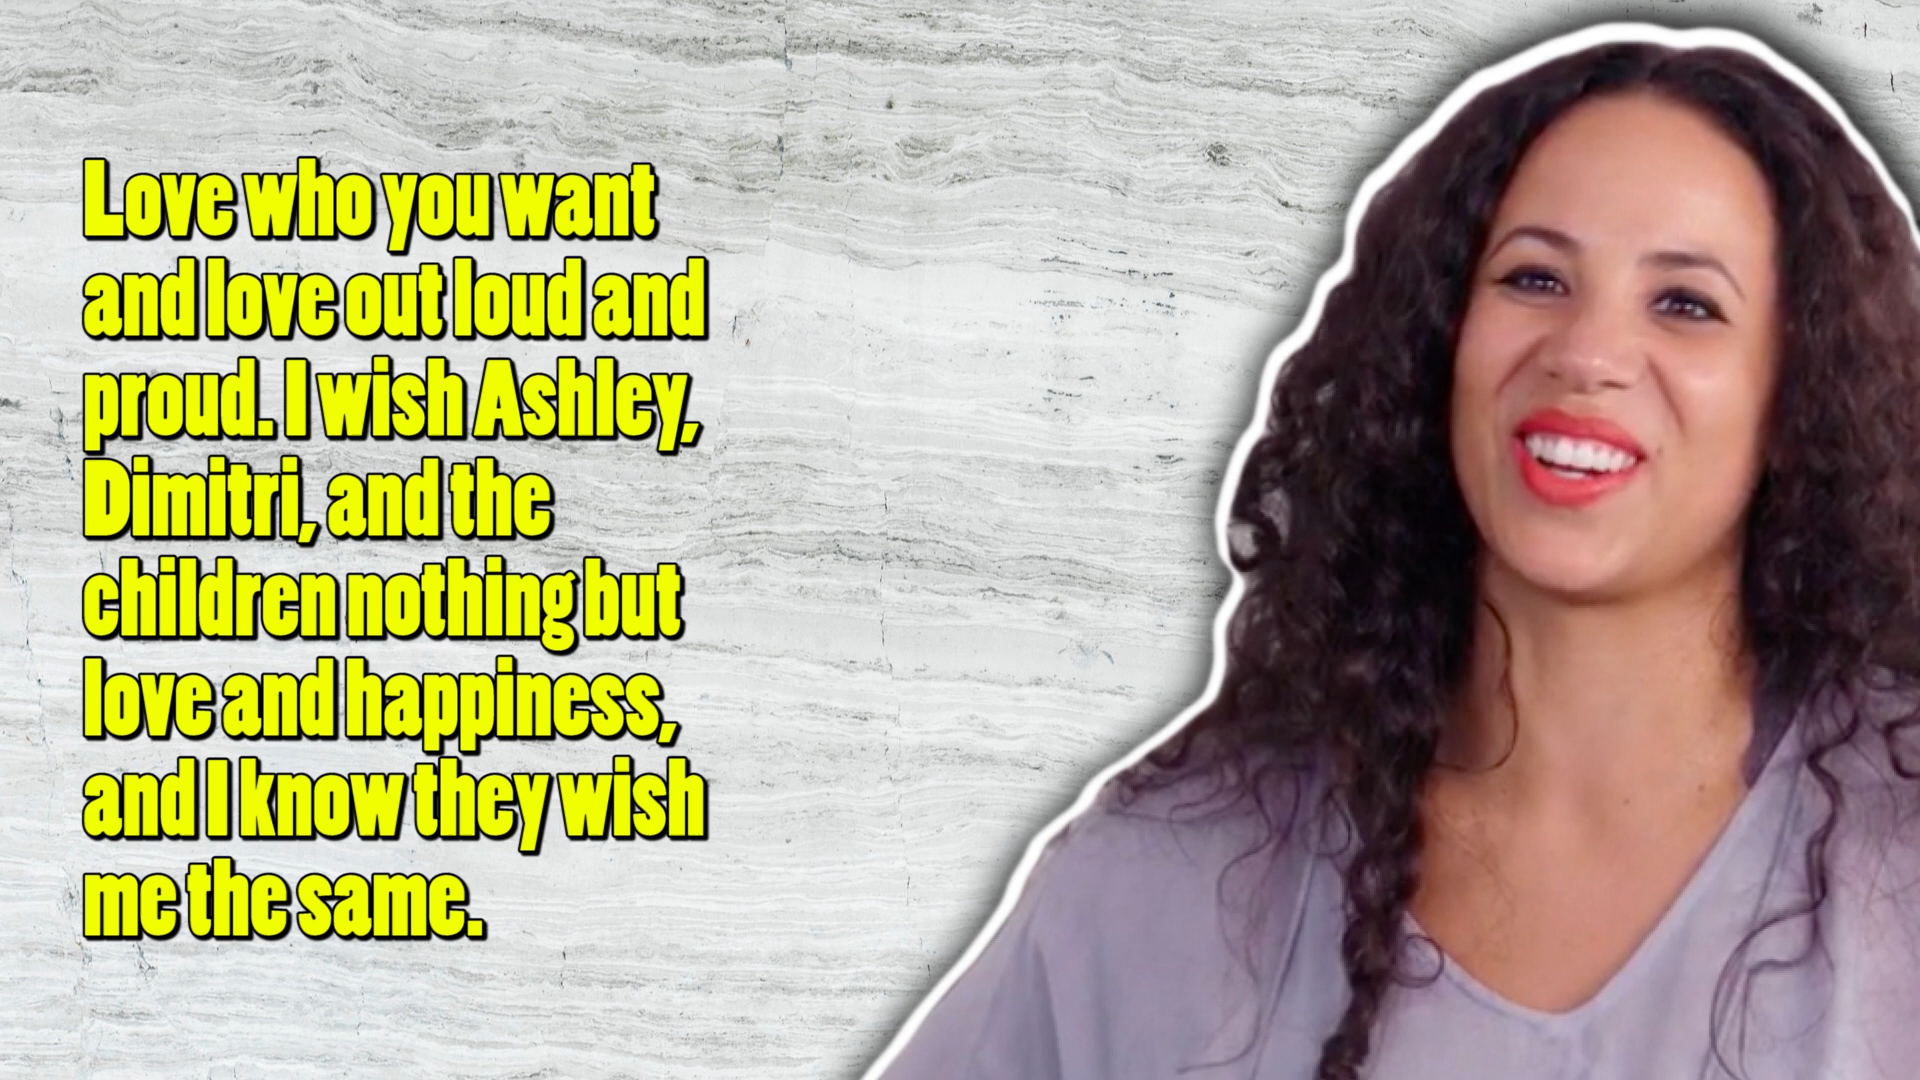 Love who you want
and love out loud and
proud. I wish Ashley,
Dimitri, and the
children nothing but
love and happiness,
and I know they wish
me the same.